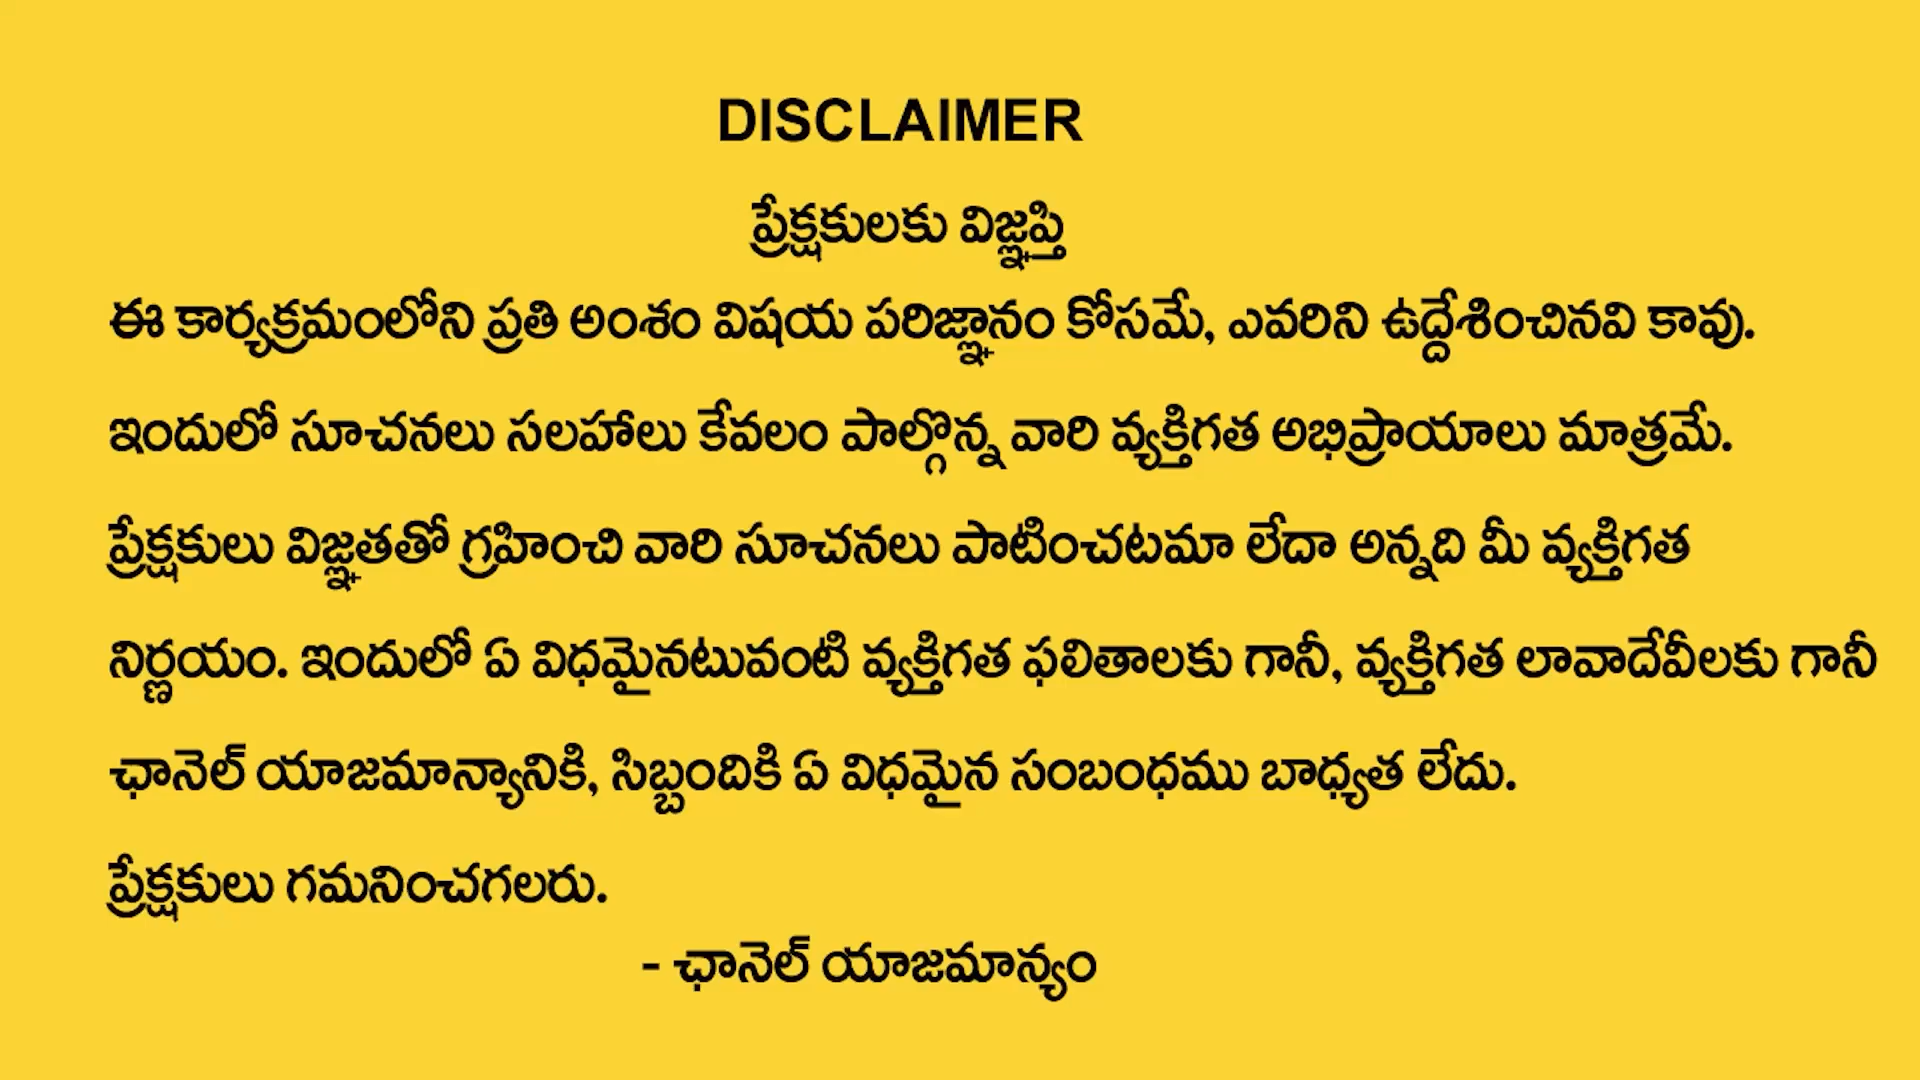 DISCLAIMER
ప్రేక్షకులకు విజ్ఞప్తి
ఈ కార్యక్రమంలోని ప్రతి అంశం విషయ పరిజ్ఞానం కోసమే, ఎవరిని ఉద్దేశించినవి కావు.
ఇందులో సూచనలు సలహాలు కేవలం పాల్గొన్న వారి వ్యక్తిగత అభిప్రాయాలు మాత్రమే.
ప్రేక్షకులు విజ్ఞతతో గ్రహించి వారి సూచనలు పాటించటమా లేదా అన్నది మీ వ్యక్తిగత
నిర్ణయం. ఇందులో ఏ విధమైనటువంటి వ్యక్తిగత ఫలితాలకు గానీ, వ్యక్తిగత లావాదేవీలకు గానీ
ఛానెల్ యాజమాన్యానికి, సిబ్బందికి ఏ విధమైన సంబంధము బాధ్యత లేదు.
ప్రేక్షకులు గమనించగలరు.
- ఛానెల్ యాజమాన్యం